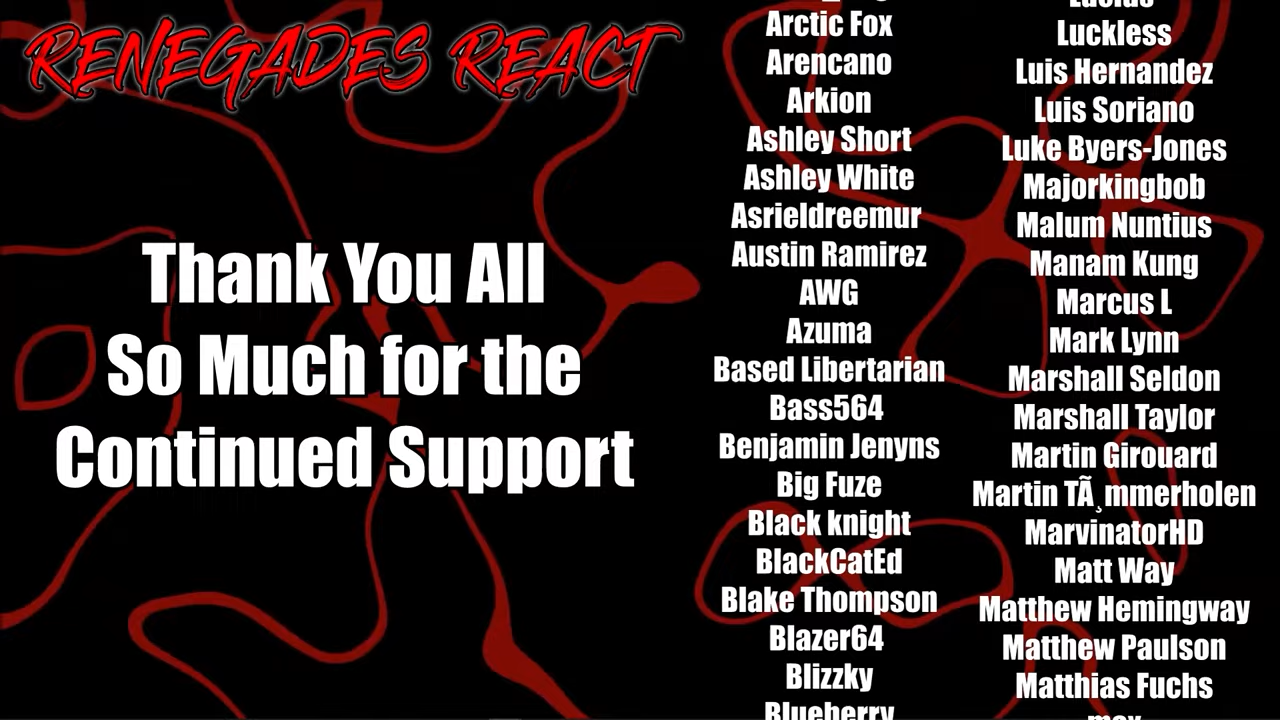 RENEGADES REACT
Thank You All
So Much for the
Continued Support
Arctic Fox
Arencano
Arkion
Ashley Short
Ashley White
Asrieldreemur
Austin Ramirez
AWG
Azuma
Based Libertarian
Bass564
Benjamin Jenyns
Big Fuze
Black knight
BlackCatEd
Blake Thompson
Blazer64
Blizzky
Blueberry
Luckless
Luis Hernandez
Luis Soriano
Luke Byers-Jones
Majorkingbob
Malum Nuntius
Manam Kung
Marcus L
Mark Lynn
Marshall Seldon
Marshall Taylor
Martin Girouard
Martin TÃ¸mmerholen
MarvinatorHD
Matt Way
Matthew Hemingway
Matthew Paulson
Matthias Fuchs